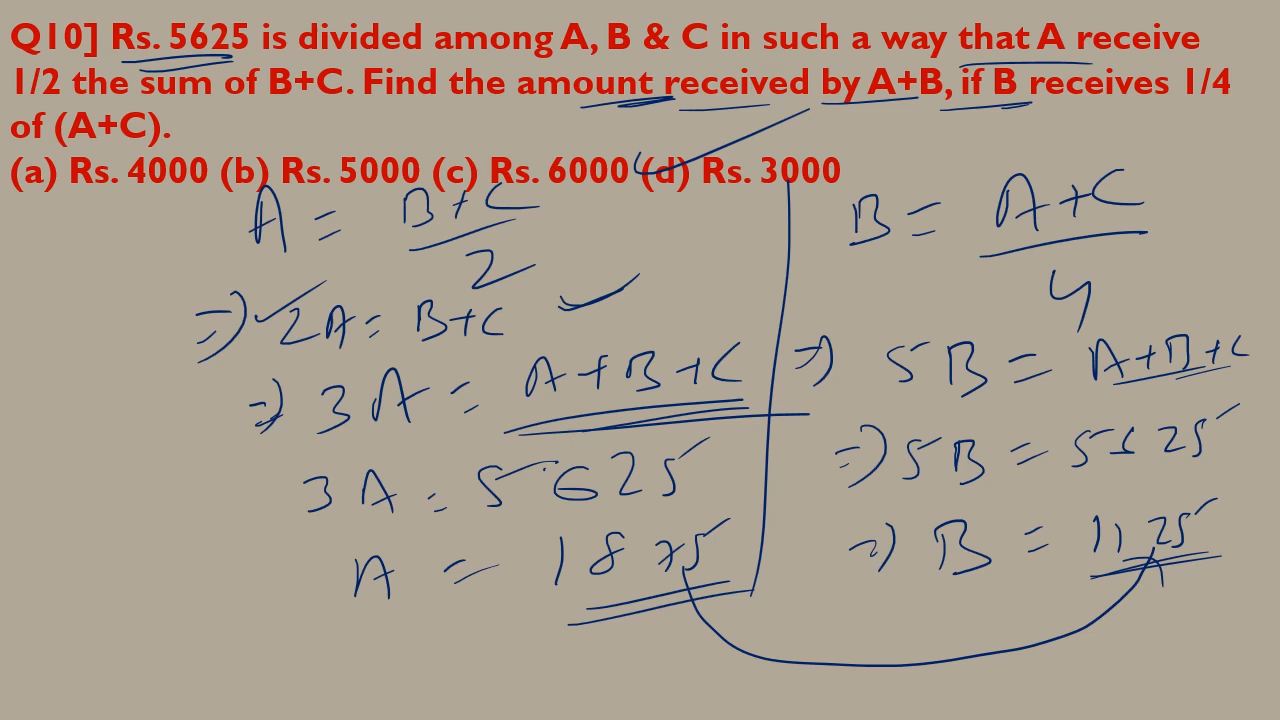 Q10] Rs. 5625 is divided among A, B & C in such a way that A receive
1/2 the sum of B+C. Find the amount received by A+B, if B receives 1/4
of (A+C).
(a) Rs. 4000 (b) Rs. 5000 (c) Rs. 6000 (d) Rs. 3000
A = B+C
2
⇒ 2A = B+C
⇒ 3A = A+B+C
3A = 5625
A = 1875
B = A+C
4
⇒ 5B = A+B+C
⇒ 5B = 5625
⇒ B = 1125